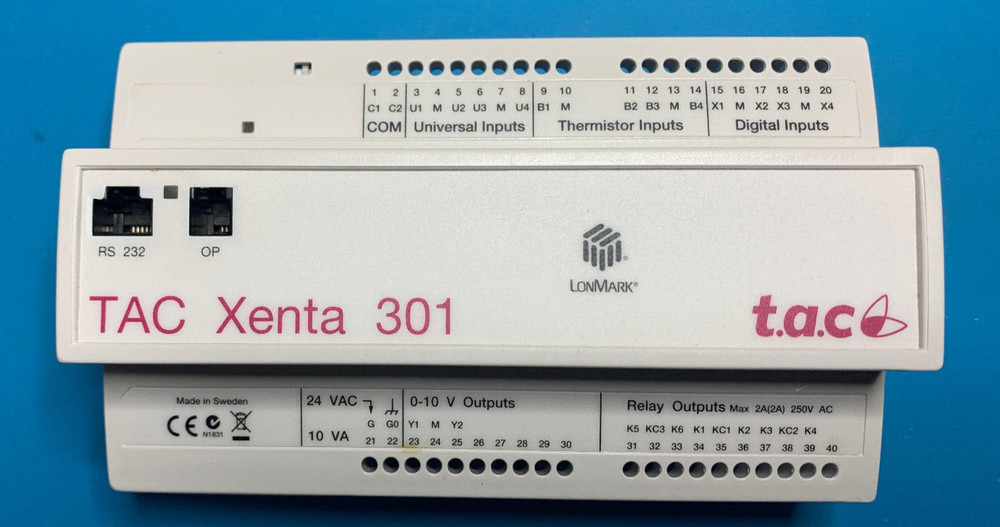 1 2 3 4 5 6 7 8 9 10 11 12 13 14 15 16 17 18 19 20
C1 C2 U1 M U2 U3 M U4 B1 M B2 B3 M B4 X1 M X2 X3 M X4
COM Universal Inputs Thermistor Inputs Digital Inputs
RS 232 OP
LONMARK®
TAC Xenta 301 t.a.c
Made in Sweden 24 VAC 0-10 V Outputs Relay Outputs Max 2A(2A) 250V AC
CE N1831 G G0 Y1 M Y2 K5 KC3 K6 K1 KC1 K2 K3 KC2 K4
10 VA 21 22 23 24 25 26 27 28 29 30 31 32 33 34 35 36 37 38 39 40